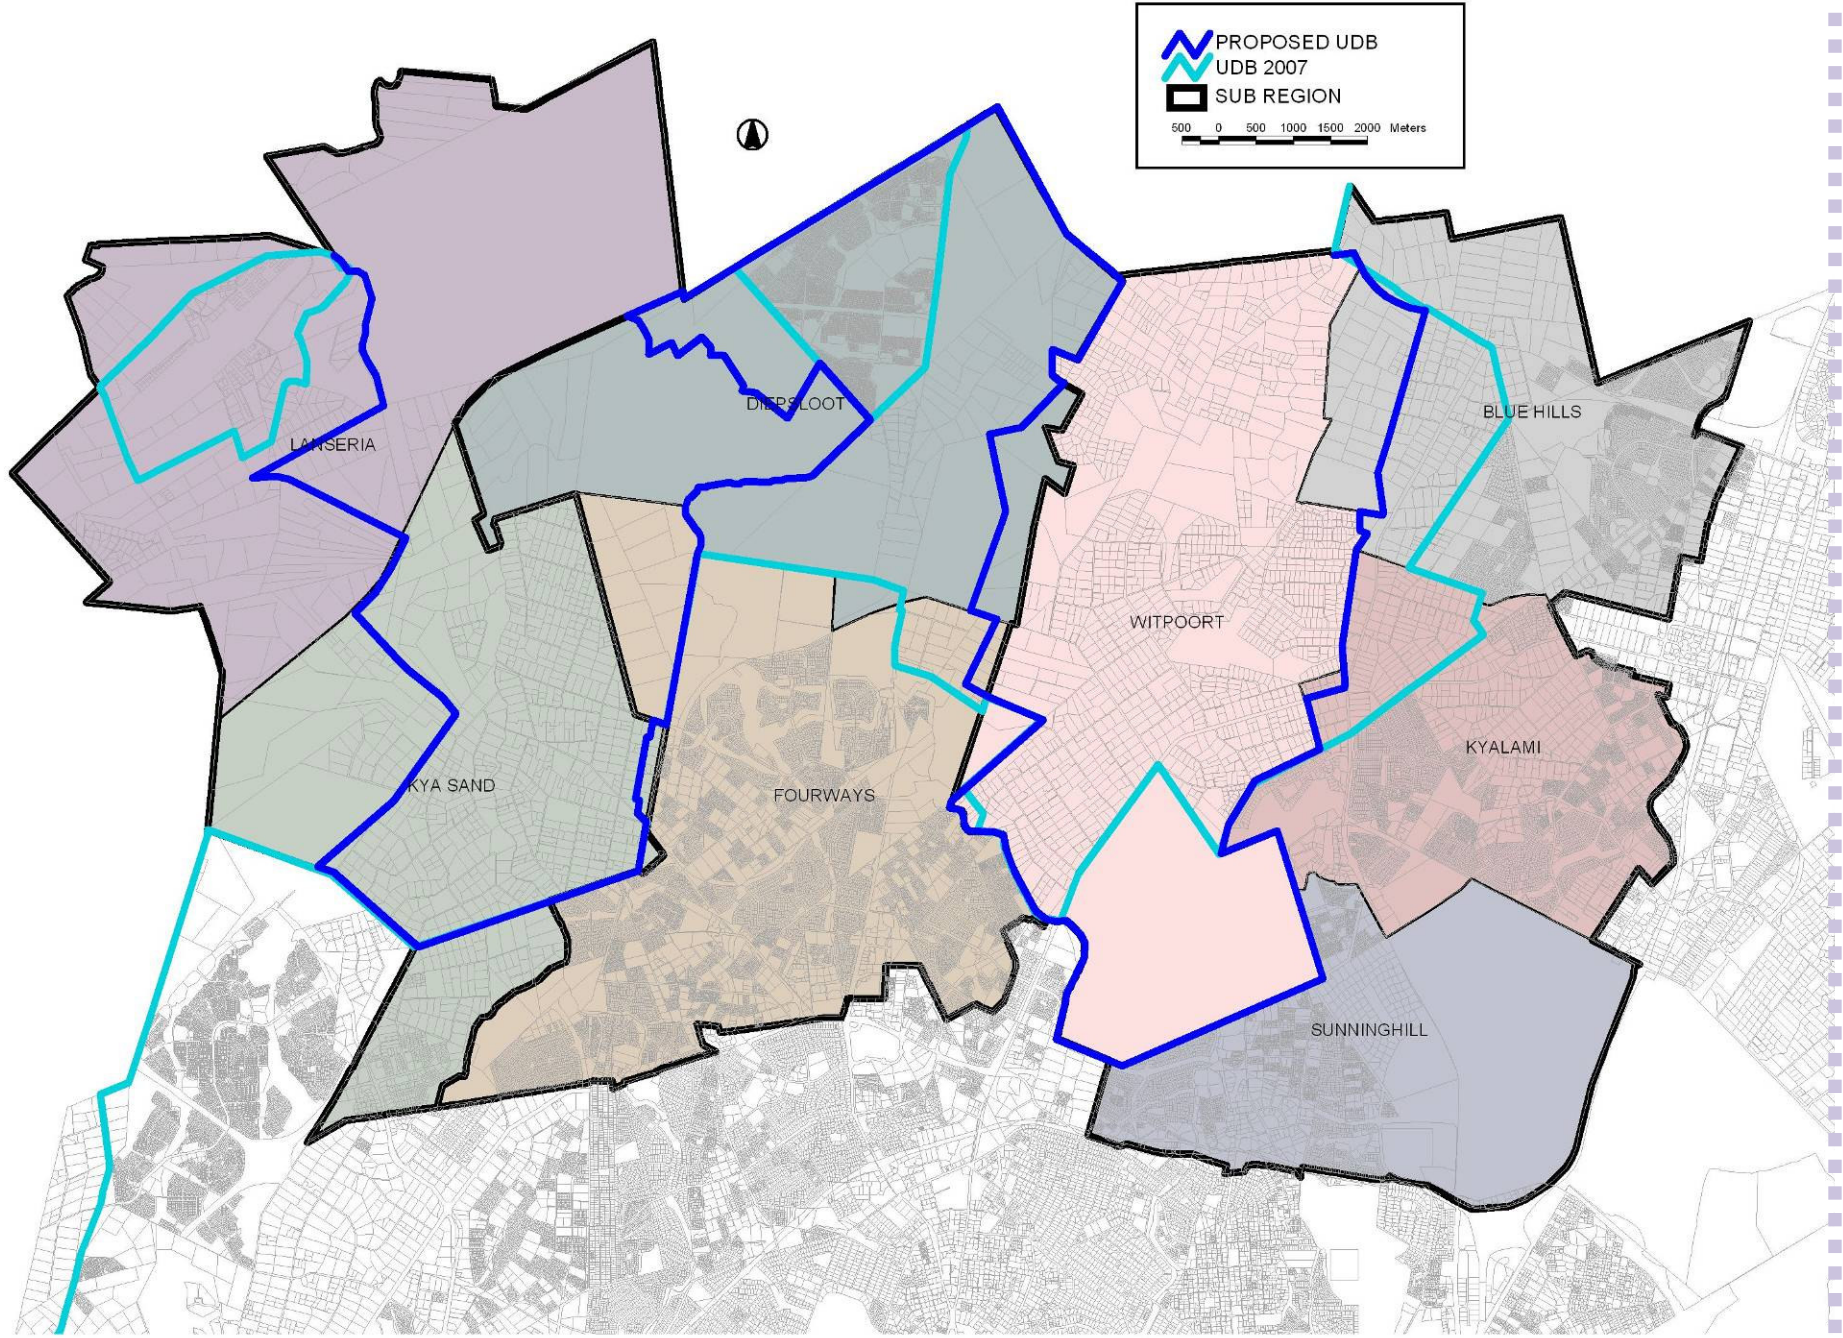 PROPOSED UDB
UDB 2007
SUB REGION
500 0 500 1000 1500 2000 Meters
DIEPSLOOT
BLUE HILLS
LANSERIA
WITPOORT
KYALAMI
KYA SAND
FOURWAYS
SUNNINGHILL